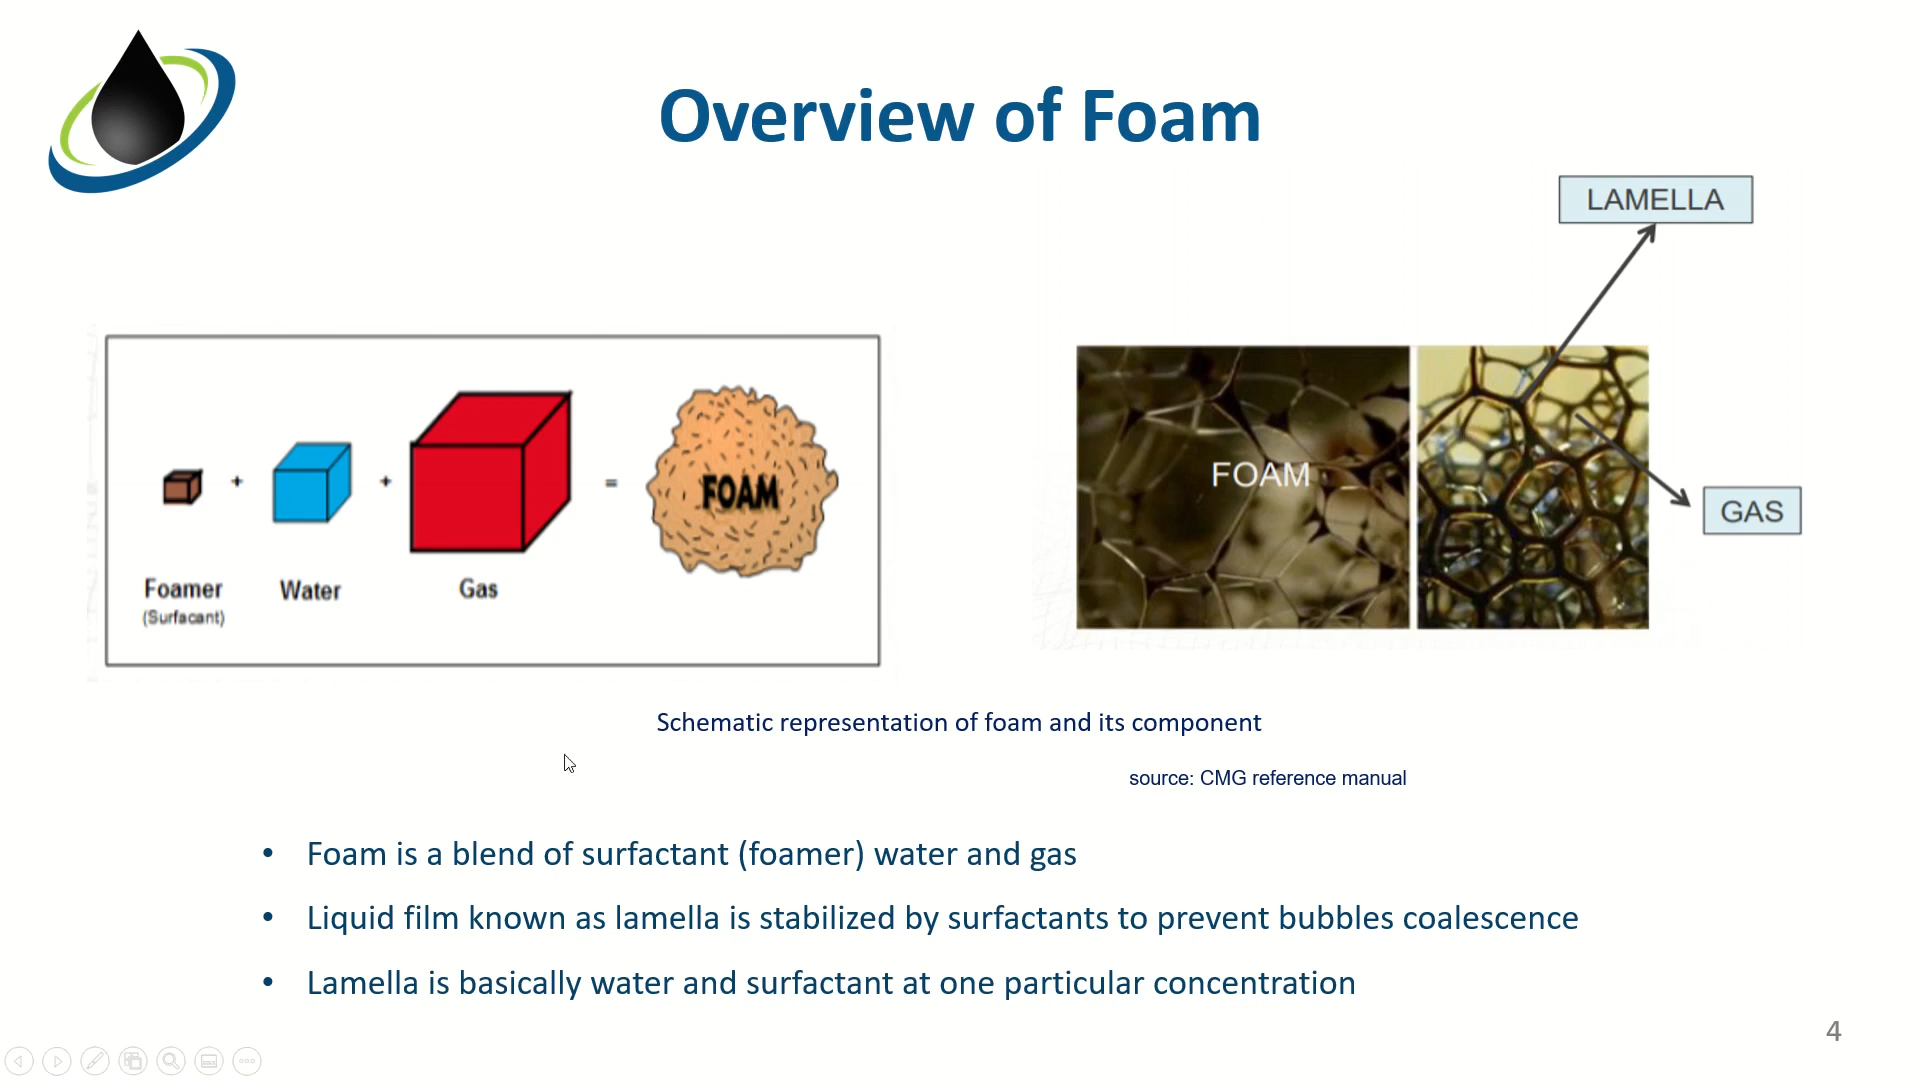 Overview of Foam
LAMELLA
FOAM
GAS
+ + = FOAM
Foamer Water Gas
(Surfacant)
Schematic representation of foam and its component
source: CMG reference manual
• Foam is a blend of surfactant (foamer) water and gas
• Liquid film known as lamella is stabilized by surfactants to prevent bubbles coalescence
• Lamella is basically water and surfactant at one particular concentration
4